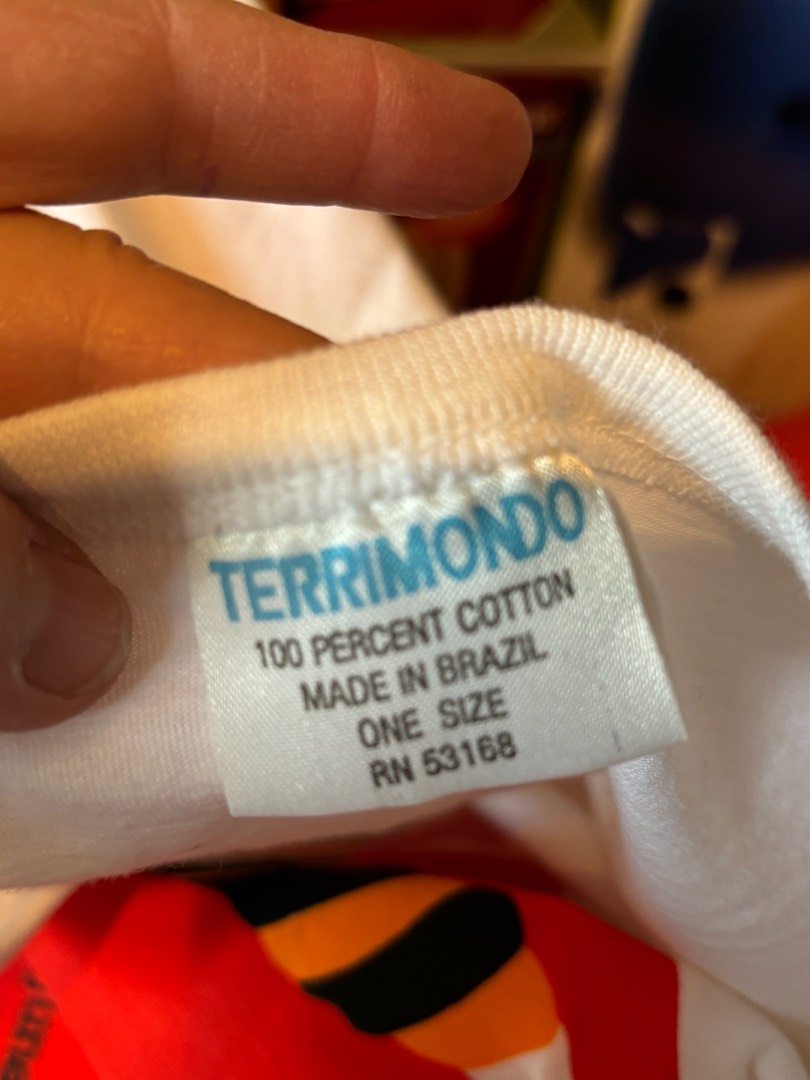 TERRIMONDO
100 PERCENT COTTON
MADE IN BRAZIL
ONE SIZE
RN 53168